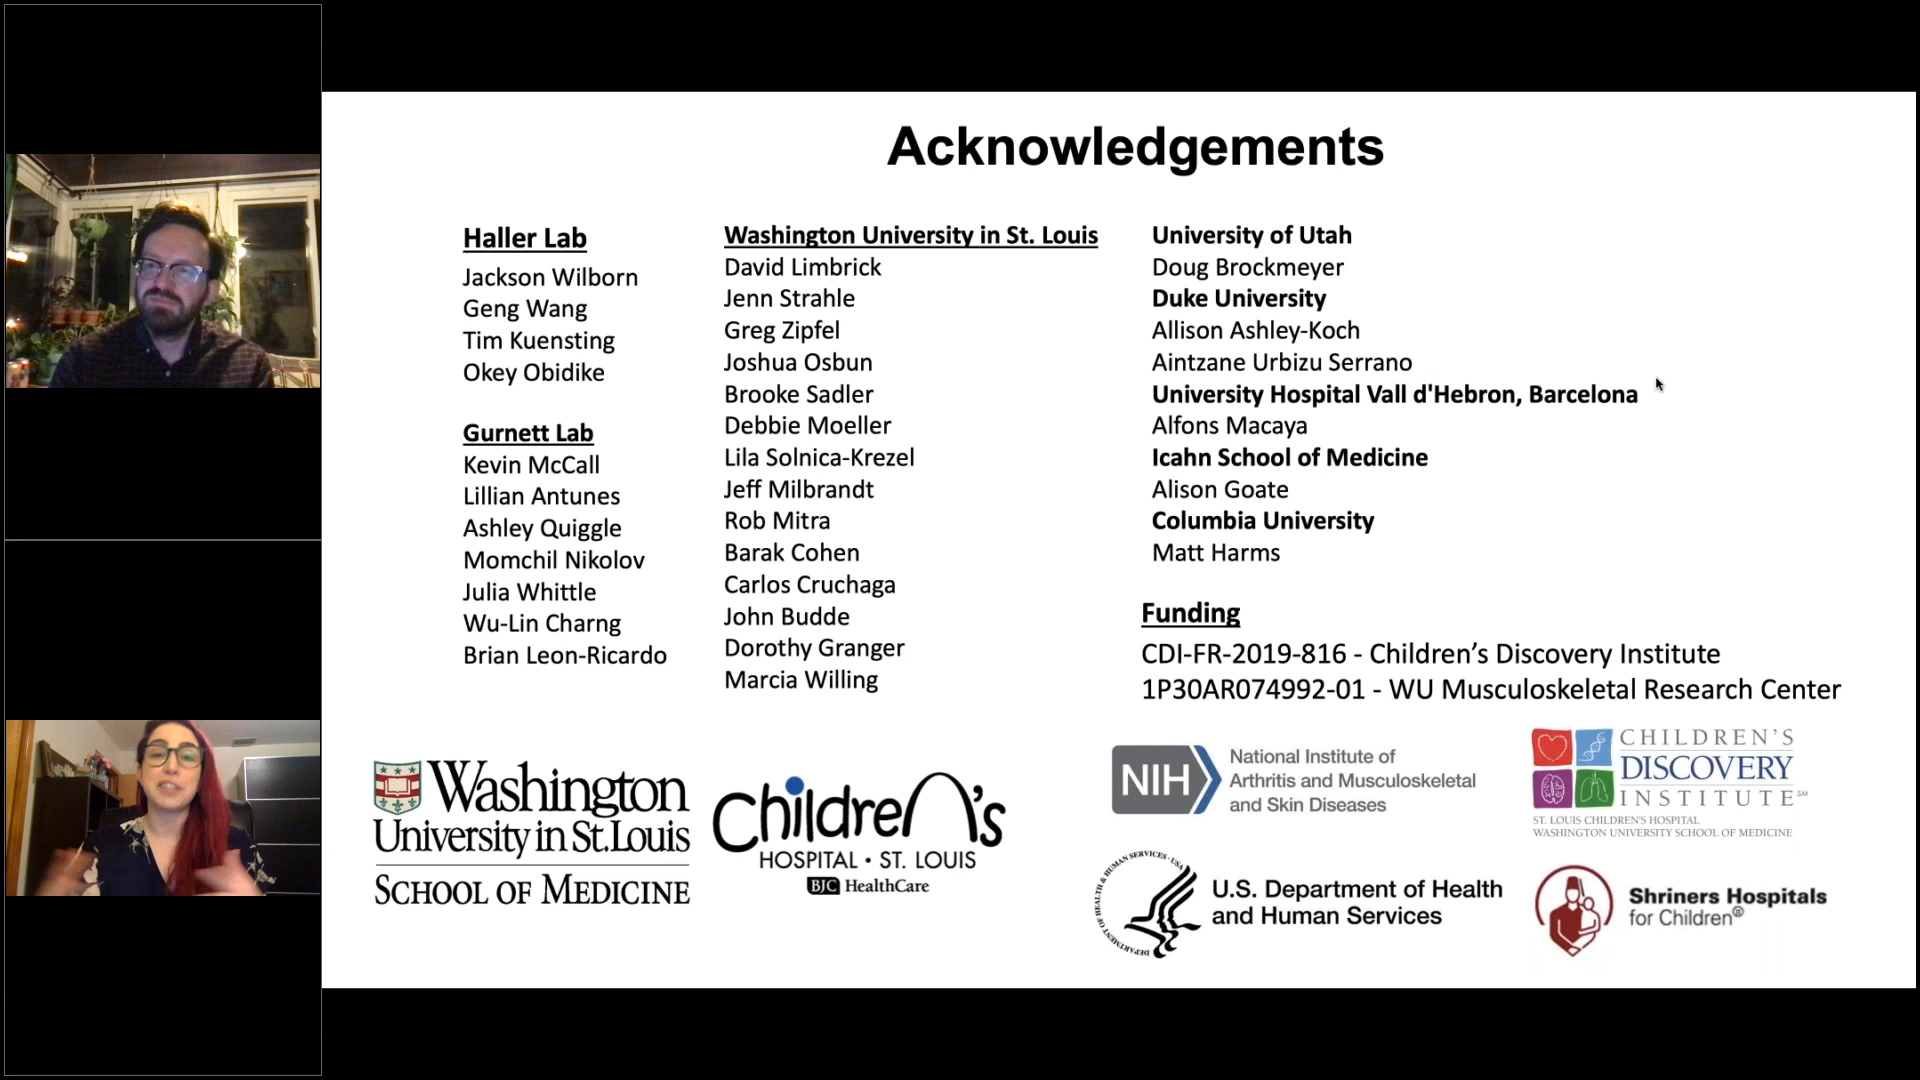 Acknowledgements
Haller Lab
Jackson Wilborn
Geng Wang
Tim Kuensting
Okey Obidike
Gurnett Lab
Kevin McCall
Lillian Antunes
Ashley Quiggle
Momchil Nikolov
Julia Whittle
Wu-Lin Charng
Brian Leon-Ricardo
Washington University in St. Louis
David Limbrick
Jenn Strahle
Greg Zipfel
Joshua Osbun
Brooke Sadler
Debbie Moeller
Lila Solnica-Krezel
Jeff Milbrandt
Rob Mitra
Barak Cohen
Carlos Cruchaga
John Budde
Dorothy Granger
Marcia Willing
University of Utah
Doug Brockmeyer
Duke University
Allison Ashley-Koch
Aintzane Urbizu Serrano
University Hospital Vall d'Hebron, Barcelona
Alfons Macaya
Icahn School of Medicine
Alison Goate
Columbia University
Matt Harms
Funding
CDI-FR-2019-816 - Children’s Discovery Institute
1P30AR074992-01 - WU Musculoskeletal Research Center
Washington
University in St. Louis
SCHOOL OF MEDICINE
Children's
HOSPITAL • ST. LOUIS
BJC HealthCare
NIH
National Institute of
Arthritis and Musculoskeletal
and Skin Diseases
CHILDREN'S
DISCOVERY
INSTITUTE℠
ST. LOUIS CHILDREN'S HOSPITAL
WASHINGTON UNIVERSITY SCHOOL OF MEDICINE
DEPARTMENT OF HEALTH & HUMAN SERVICES · USA
U.S. Department of Health
and Human Services
Shriners Hospitals
for Children®